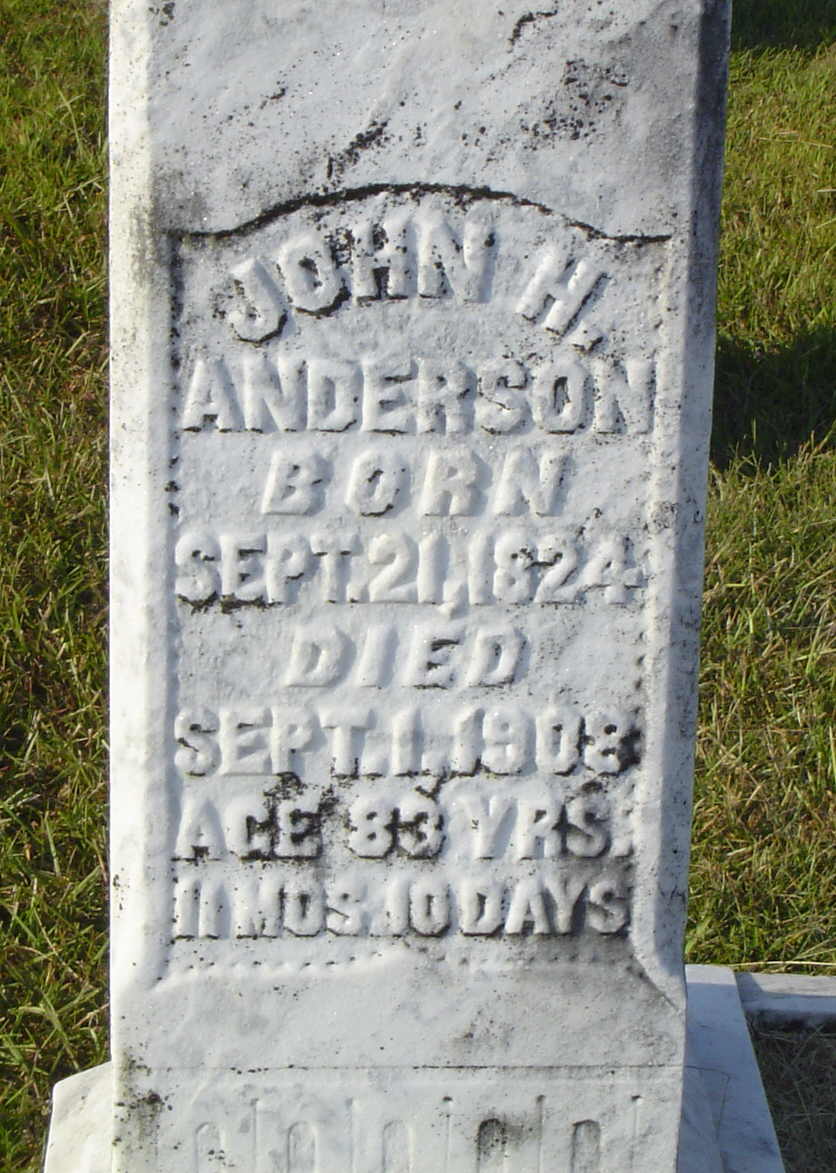 JOHN H.
ANDERSON
BORN
SEPT. 21, 1824
DIED
SEPT. 1, 1908
AGE 83 YRS.
11 MOS. 10 DAYS